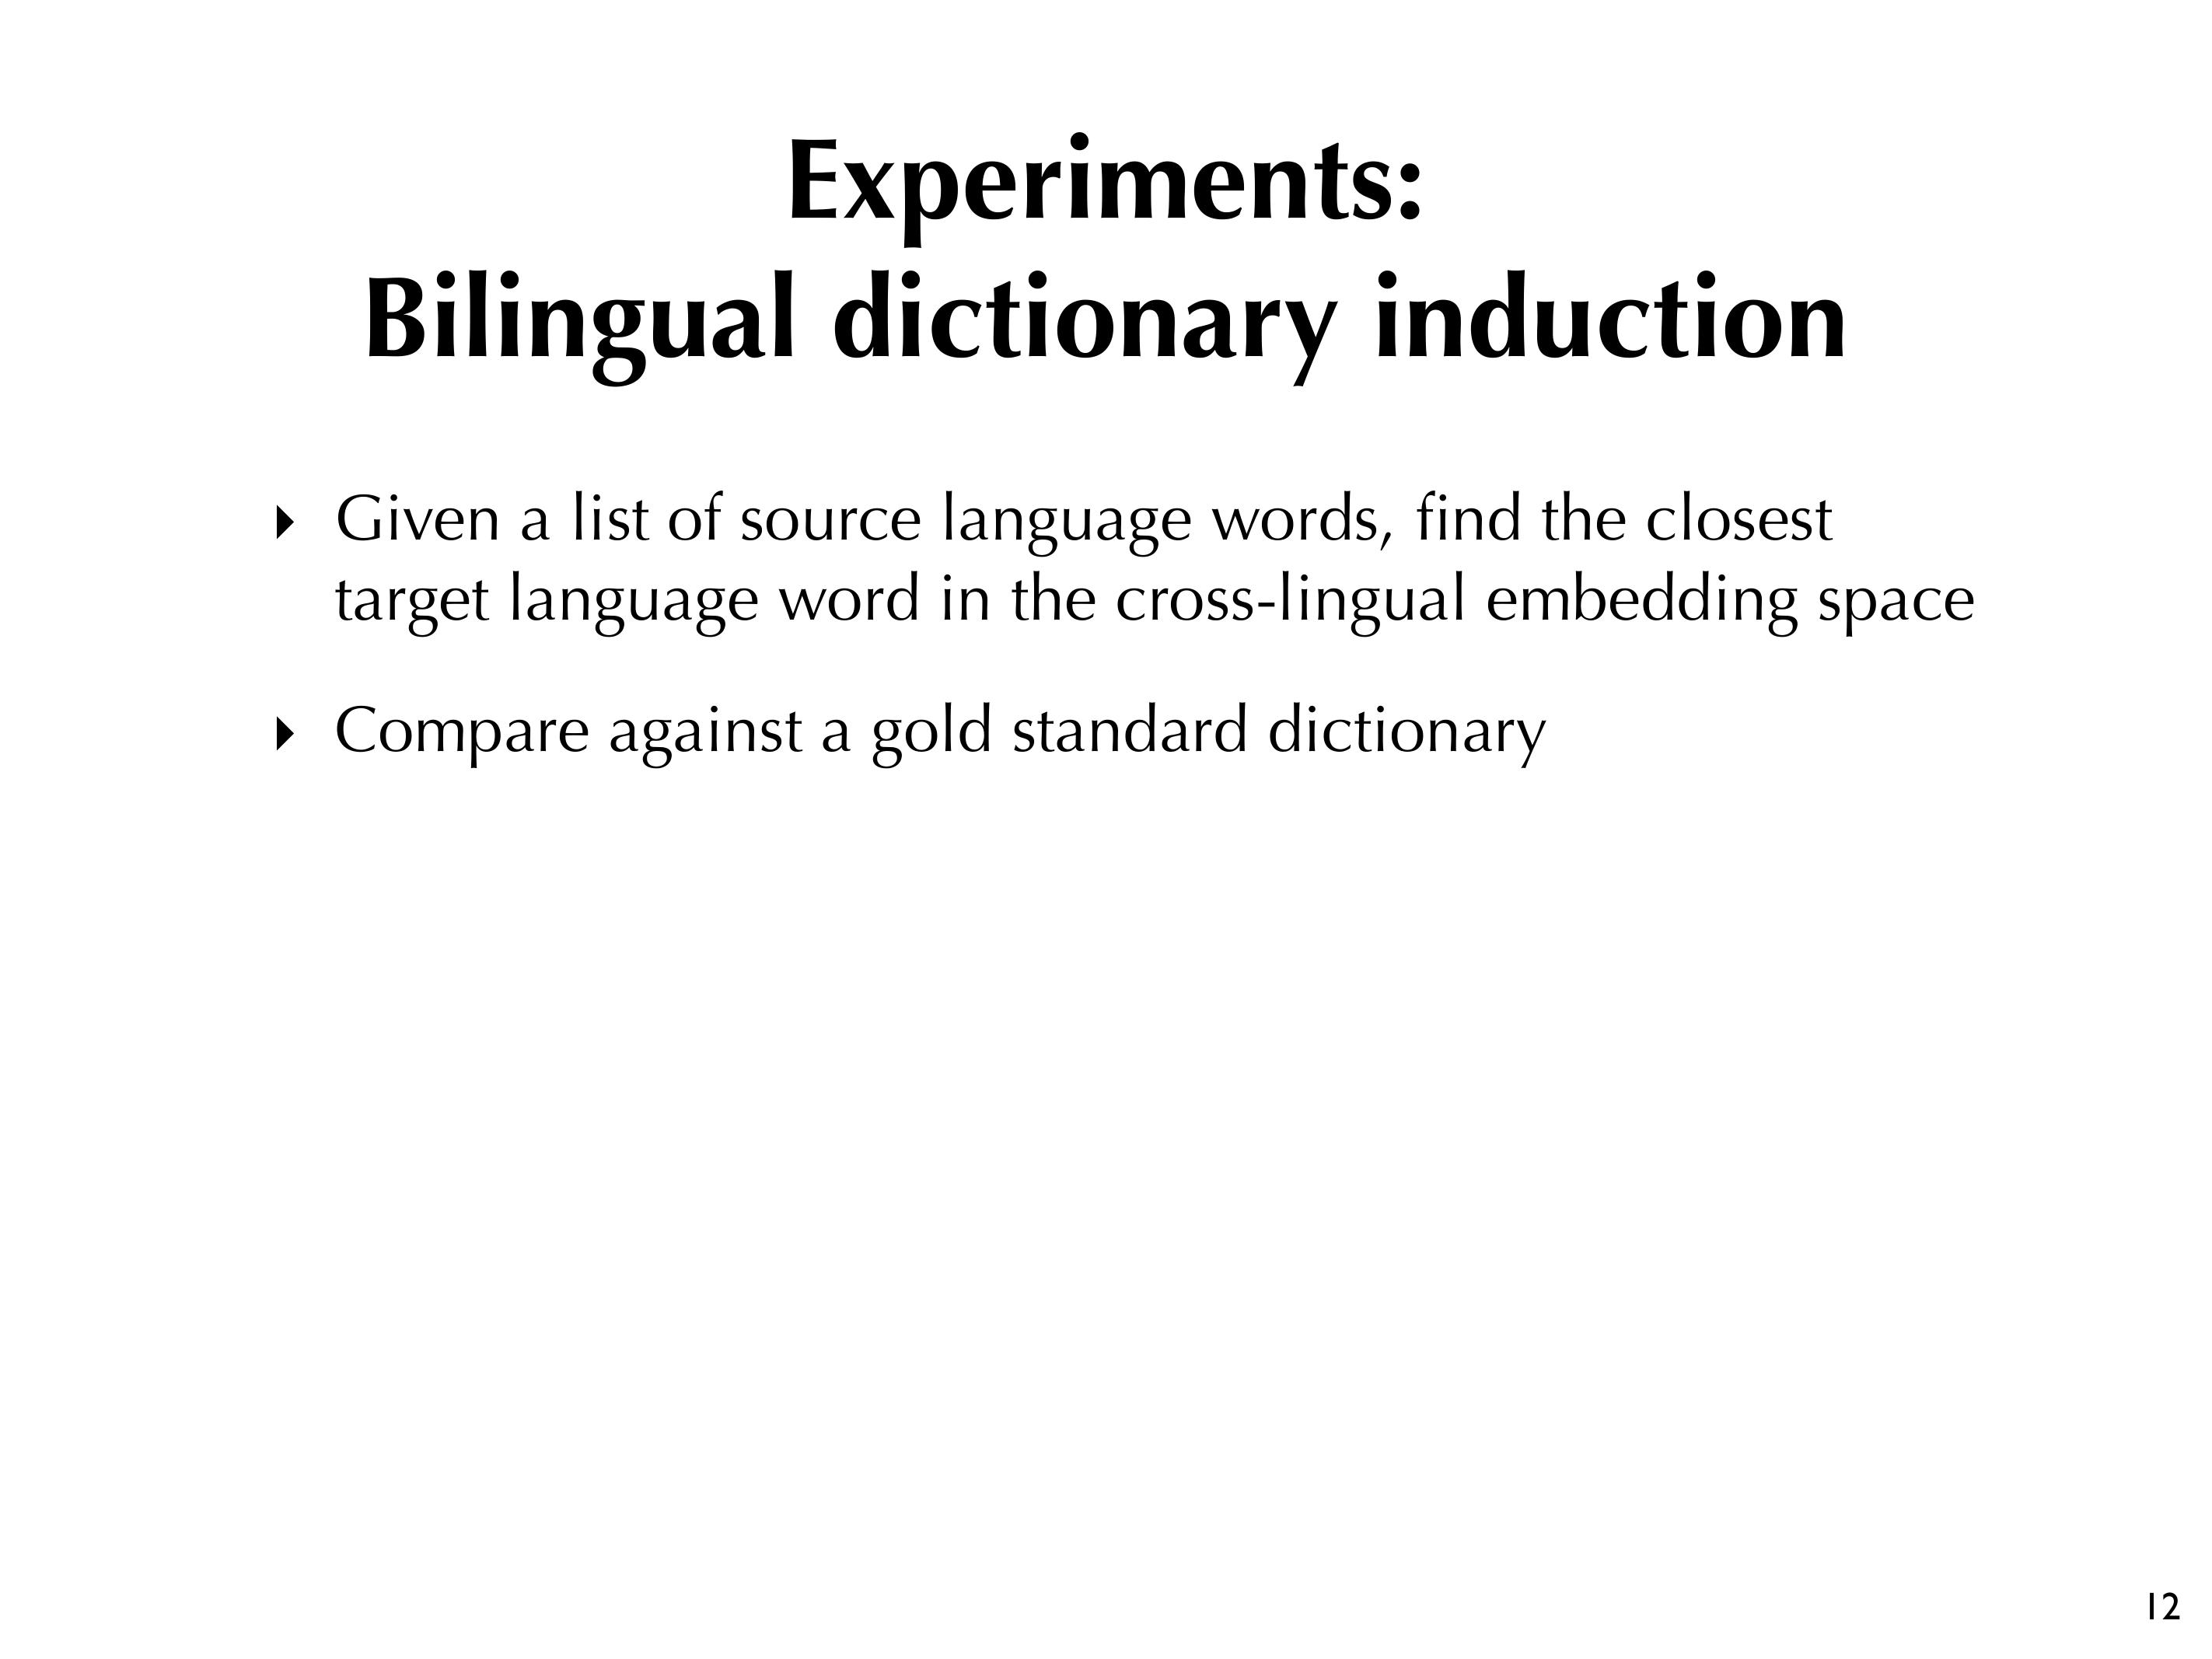 Experiments:
Bilingual dictionary induction
‣ Given a list of source language words, find the closest
target language word in the cross-lingual embedding space
‣ Compare against a gold standard dictionary
12